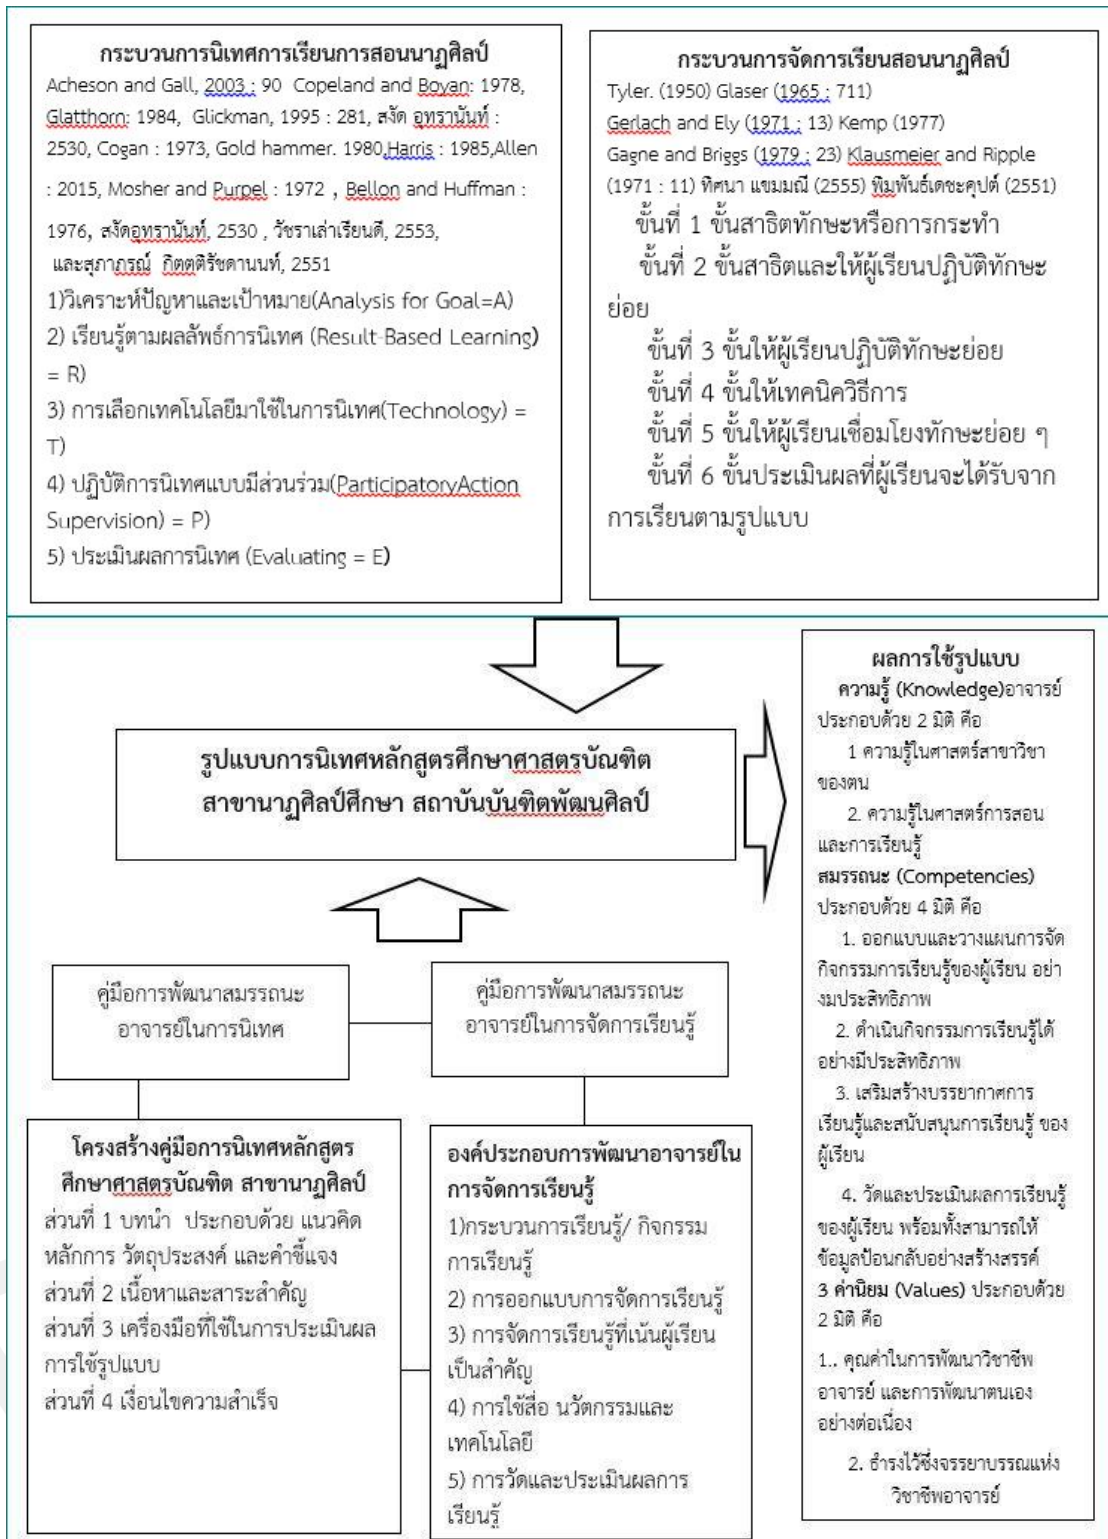 กระบวนการนิเทศการเรียนการสอนนาฏศิลป์
Acheson and Gall, 2003 : 90 Copeland and Boyan: 1978,
Glatthorn: 1984, Glickman, 1995 : 281, สงัด อุทรานันท์ :
2530, Cogan : 1973, Gold hammer. 1980,Harris : 1985,Allen
: 2015, Mosher and Purpel : 1972 , Bellon and Huffman :
1976, สงัดอุทรานันท์, 2530 , วัชราเล่าเรียนดี, 2553,
และสุภาภรณ์ กิตตติรัชดานนท์, 2551
1)วิเคราะห์ปัญหาและเป้าหมาย(Analysis for Goal=A)
2) เรียนรู้ตามผลลัพธ์การนิเทศ (Result-Based Learning)
= R)
3) การเลือกเทคโนโลยีมาใช้ในการนิเทศ(Technology) =
T)
4) ปฏิบัติการนิเทศแบบมีส่วนร่วม(ParticipatoryAction
Supervision) = P)
5) ประเมินผลการนิเทศ (Evaluating = E)
กระบวนการจัดการเรียนสอนนาฏศิลป์
Tyler. (1950) Glaser (1965 : 711)
Gerlach and Ely (1971 : 13) Kemp (1977)
Gagne and Briggs (1979 : 23) Klausmeier and Ripple
(1971 : 11) ทิศนา แขมมณี (2555) พิมพันธ์เดชะคุปต์ (2551)
ขั้นที่ 1 ขั้นสาธิตทักษะหรือการกระทำ
ขั้นที่ 2 ขั้นสาธิตและให้ผู้เรียนปฏิบัติทักษะ
ย่อย
ขั้นที่ 3 ขั้นให้ผู้เรียนปฏิบัติทักษะย่อย
ขั้นที่ 4 ขั้นให้เทคนิควิธีการ
ขั้นที่ 5 ขั้นให้ผู้เรียนเชื่อมโยงทักษะย่อย ๆ
ขั้นที่ 6 ขั้นประเมินผลที่ผู้เรียนจะได้รับจาก
การเรียนตามรูปแบบ
รูปแบบการนิเทศหลักสูตรศึกษาศาสตรบัณฑิต
สาขานาฏศิลป์ศึกษา สถาบันบันฑิตพัฒนศิลป์
คู่มือการพัฒนาสมรรถนะ
อาจารย์ในการนิเทศ
คู่มือการพัฒนาสมรรถนะ
อาจารย์ในการจัดการเรียนรู้
โครงสร้างคู่มือการนิเทศหลักสูตร
ศึกษาศาสตรบัณฑิต สาขานาฏศิลป์
ส่วนที่ 1 บทนำ ประกอบด้วย แนวคิด
หลักการ วัตถุประสงค์ และคำชี้แจง
ส่วนที่ 2 เนื้อหาและสาระสำคัญ
ส่วนที่ 3 เครื่องมือที่ใช้ในการประเมินผล
การใช้รูปแบบ
ส่วนที่ 4 เงื่อนไขความสำเร็จ
องค์ประกอบการพัฒนาอาจารย์ใน
การจัดการเรียนรู้
1)กระบวนการเรียนรู้/ กิจกรรม
การเรียนรู้
2) การออกแบบการจัดการเรียนรู้
3) การจัดการเรียนรู้ที่เน้นผู้เรียน
เป็นสำคัญ
4) การใช้สื่อ นวัตกรรมและ
เทคโนโลยี
5) การวัดและประเมินผลการ
เรียนรู้
ผลการใช้รูปแบบ
ความรู้ (Knowledge)อาจารย์
ประกอบด้วย 2 มิติ คือ
1 ความรู้ในศาสตร์สาขาวิชา
ของตน
2. ความรู้ในศาสตร์การสอน
และการเรียนรู้
สมรรถนะ (Competencies)
ประกอบด้วย 4 มิติ คือ
1. ออกแบบและวางแผนการจัด
กิจกรรมการเรียนรู้ของผู้เรียน อย่า
งมประสิทธิภาพ
2. ดำเนินกิจกรรมการเรียนรู้ได้
อย่างมีประสิทธิภาพ
3. เสริมสร้างบรรยากาศการ
เรียนรู้และสนับสนุนการเรียนรู้ ของ
ผู้เรียน
4. วัดและประเมินผลการเรียนรู้
ของผู้เรียน พร้อมทั้งสามารถให้
ข้อมูลป้อนกลับอย่างสร้างสรรค์
3 ค่านิยม (Values) ประกอบด้วย
2 มิติ คือ
1.. คุณค่าในการพัฒนาวิชาชีพ
อาจารย์ และการพัฒนาตนเอง
อย่างต่อเนื่อง
2. ธำรงไว้ซึ่งจรรยาบรรณแห่ง
วิชาชีพอาจารย์